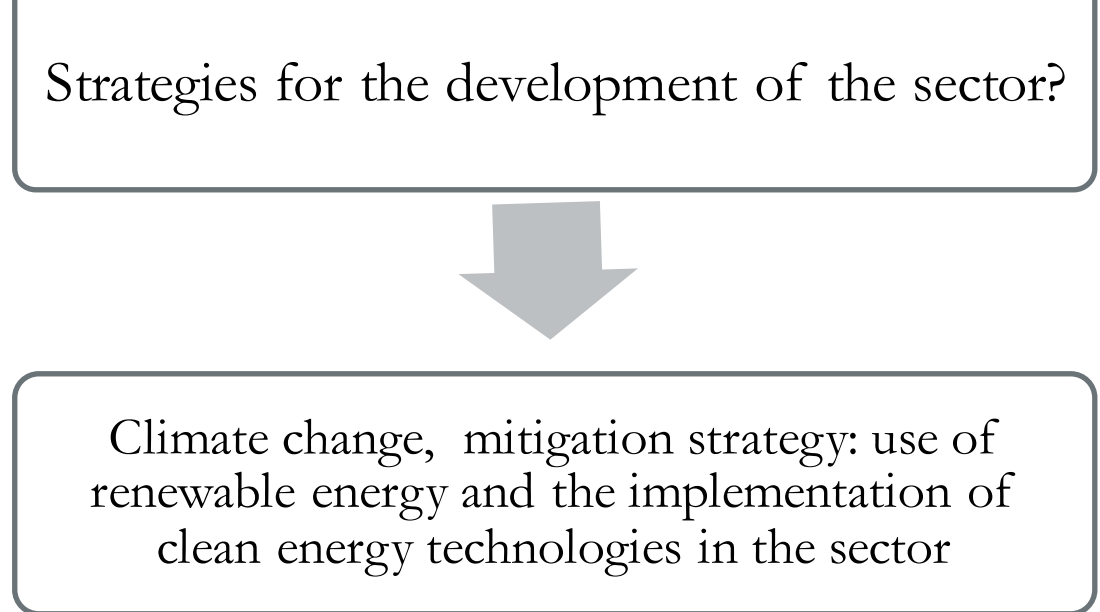 Strategies for the development of the sector?
Climate change, mitigation strategy: use of
renewable energy and the implementation of
clean energy technologies in the sector